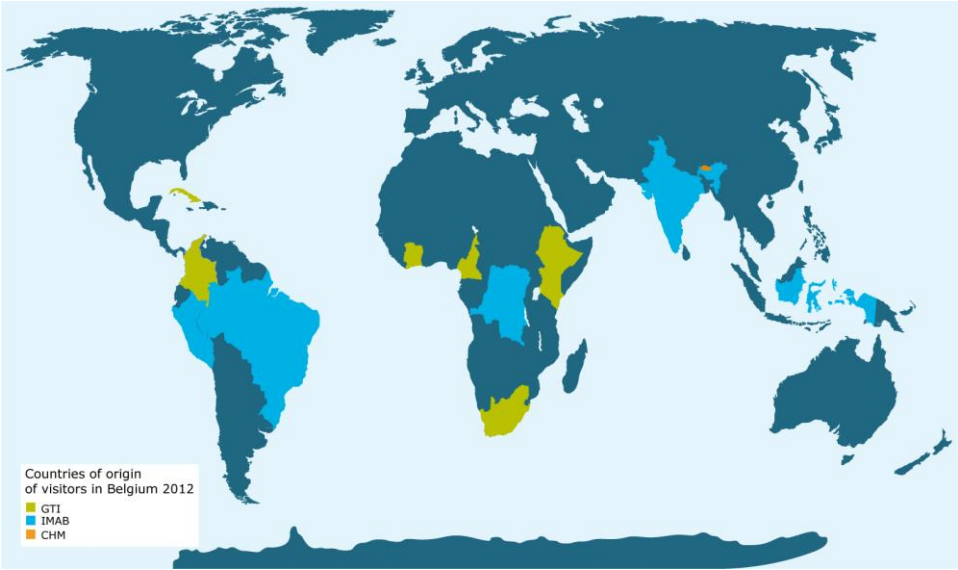 Countries of origin
of visitors in Belgium 2012
GTI
IMAB
CHM